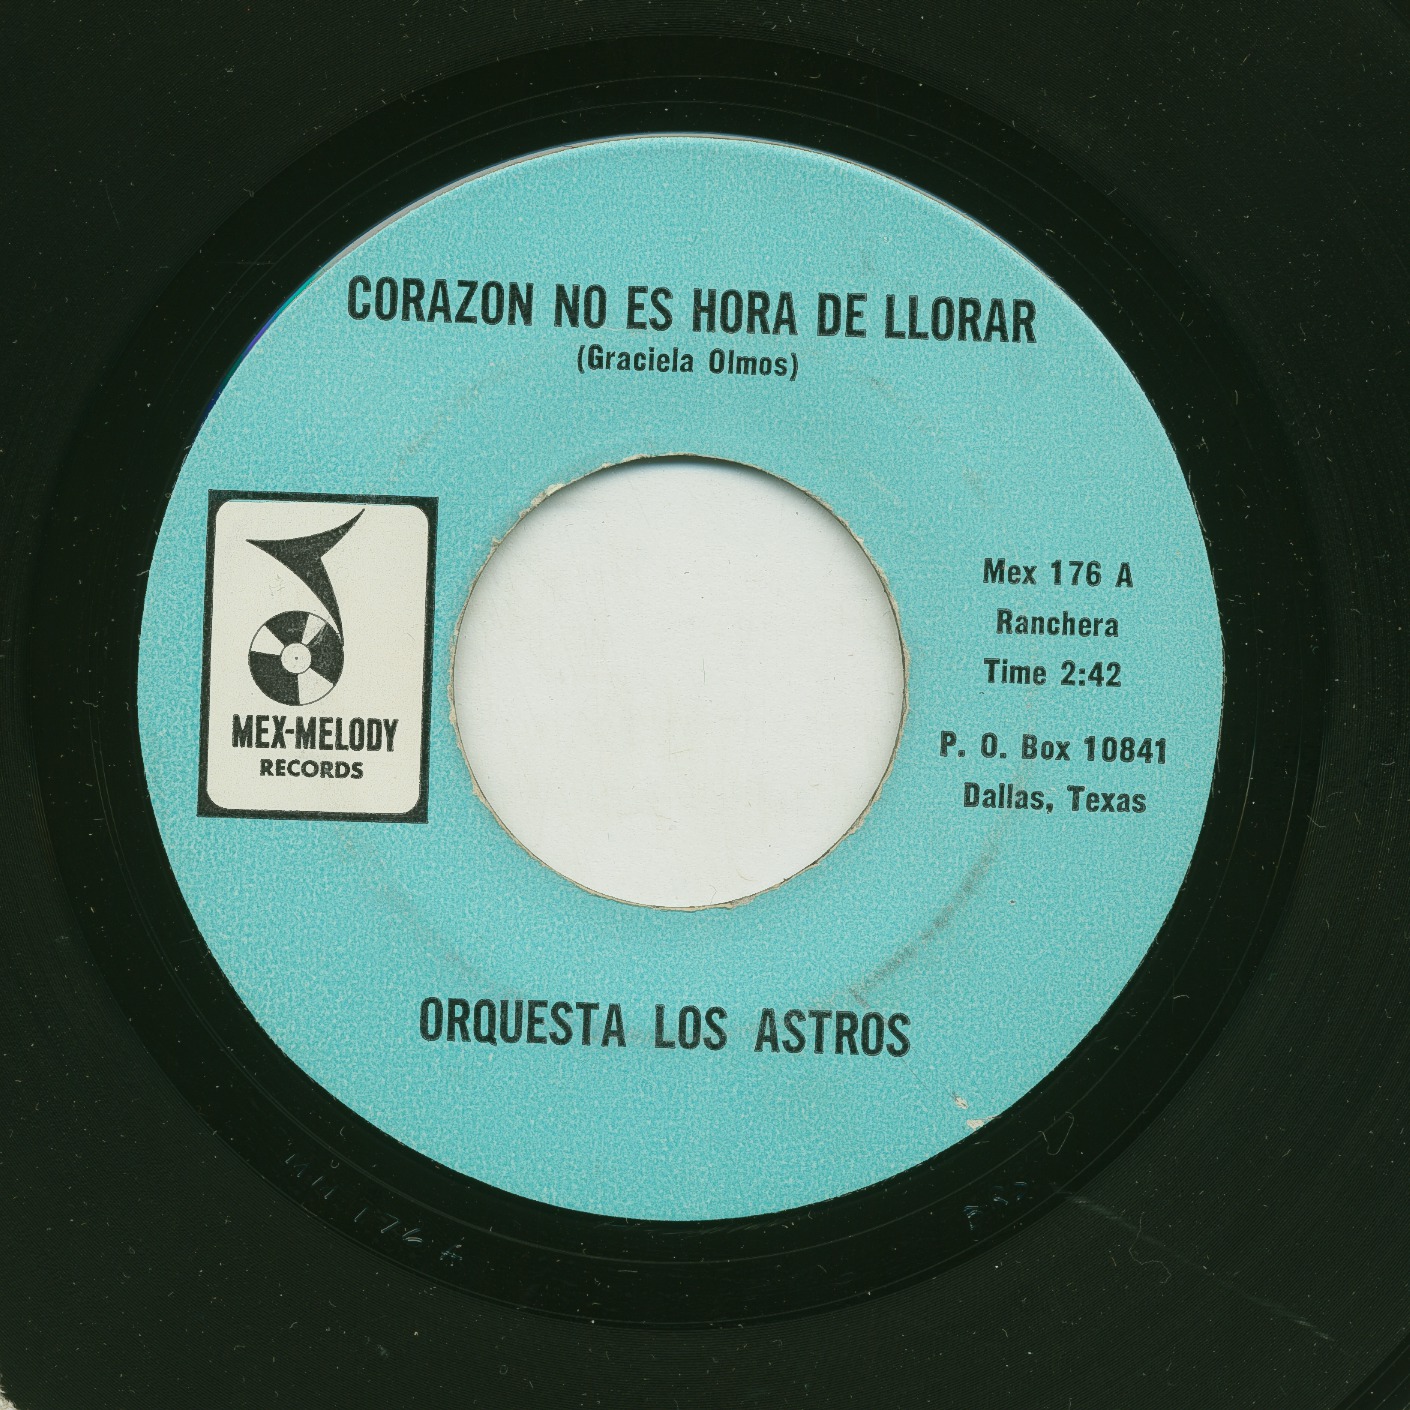 CORAZON NO ES HORA DE LLORAR
(Graciela Olmos)
MEX-MELODY
RECORDS
Mex 176 A
Ranchera
Time 2:42
P. O. Box 10841
Dallas, Texas
ORQUESTA LOS ASTROS